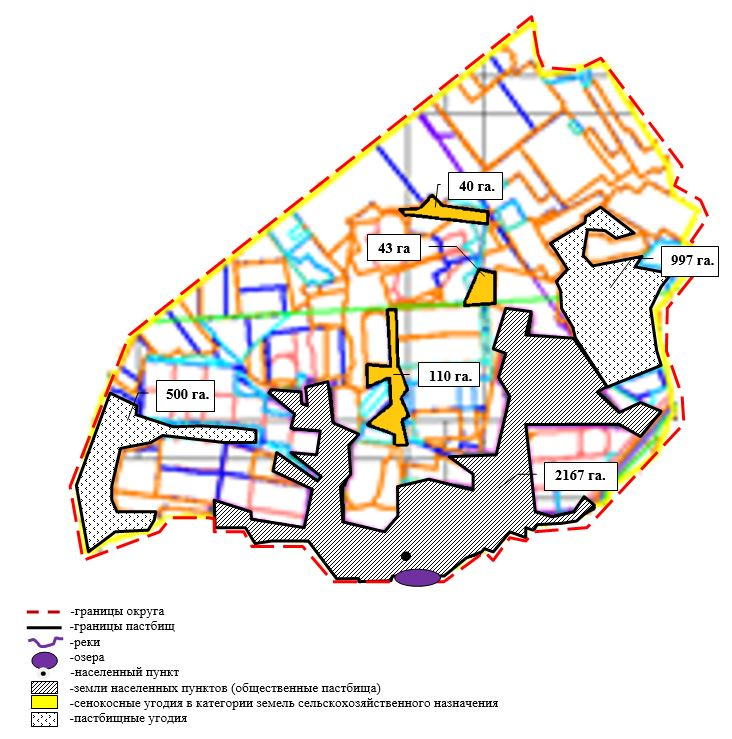 40 га.
43 га
997 га.
110 га.
500 га.
2167 га.
-границы округа
-границы пастбищ
-реки
-озера
-населенный пункт
-земли населенных пунктов (общественные пастбища)
-сенокосные угодия в категории земель сельскохозяйственного назначения
-пастбищные угодия